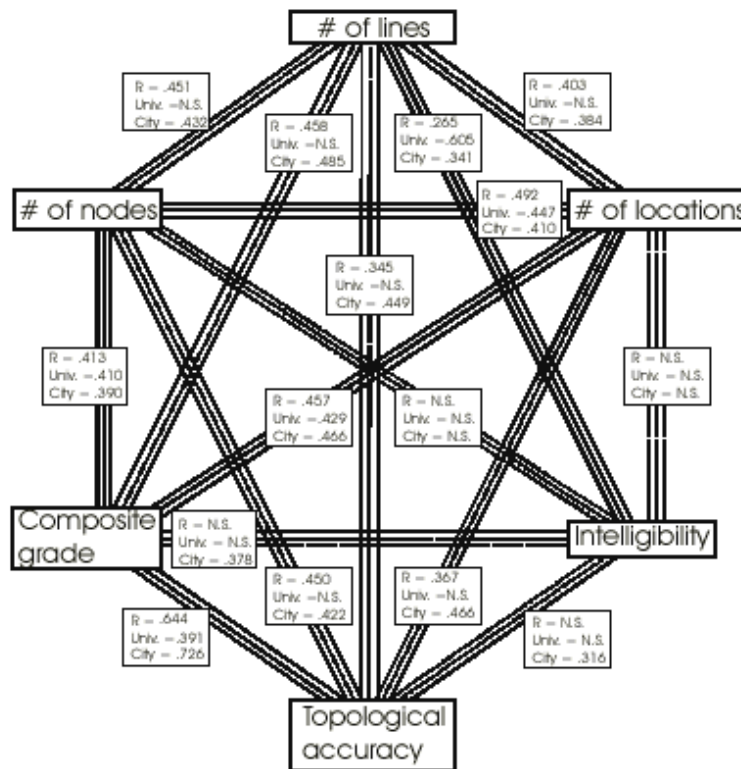 # of lines
R = .451
Univ. =N.S.
City = .432
R = .458
Univ. =N.S.
City = .485
R = .265
Univ. =.605
City = .341
R = .403
Univ. =N.S.
City = .384
# of nodes
R = .492
Univ. =.447
City = .410
# of locations
R = .345
Univ. =N.S.
City = .449
R = .413
Univ. =.410
City = .390
R = N.S.
Univ. = N.S.
City = N.S.
R = .457
Univ. =.429
City = .466
R = N.S.
Univ. = N.S.
City = N.S.
Composite
grade
R = N.S.
Univ. = N.S.
City = .378
Intelligibility
R = .450
Univ. =N.S.
City = .422
R = .367
Univ. =N.S.
City = .466
R = .644
Univ. =.391
City = .726
R = N.S.
Univ. = N.S.
City = .316
Topological
accuracy